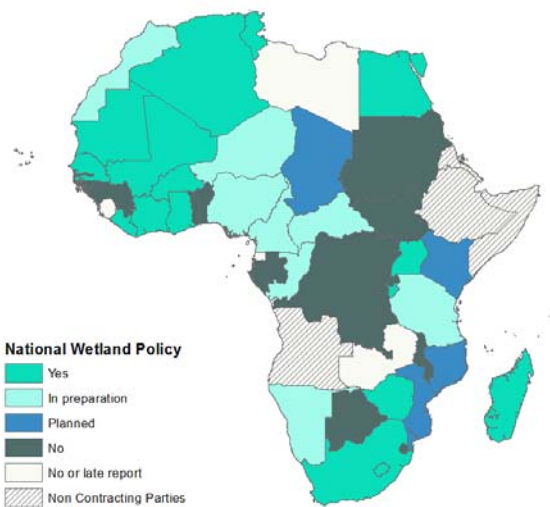 National Wetland Policy
Yes
In preparation
Planned
No
No or late report
Non Contracting Parties